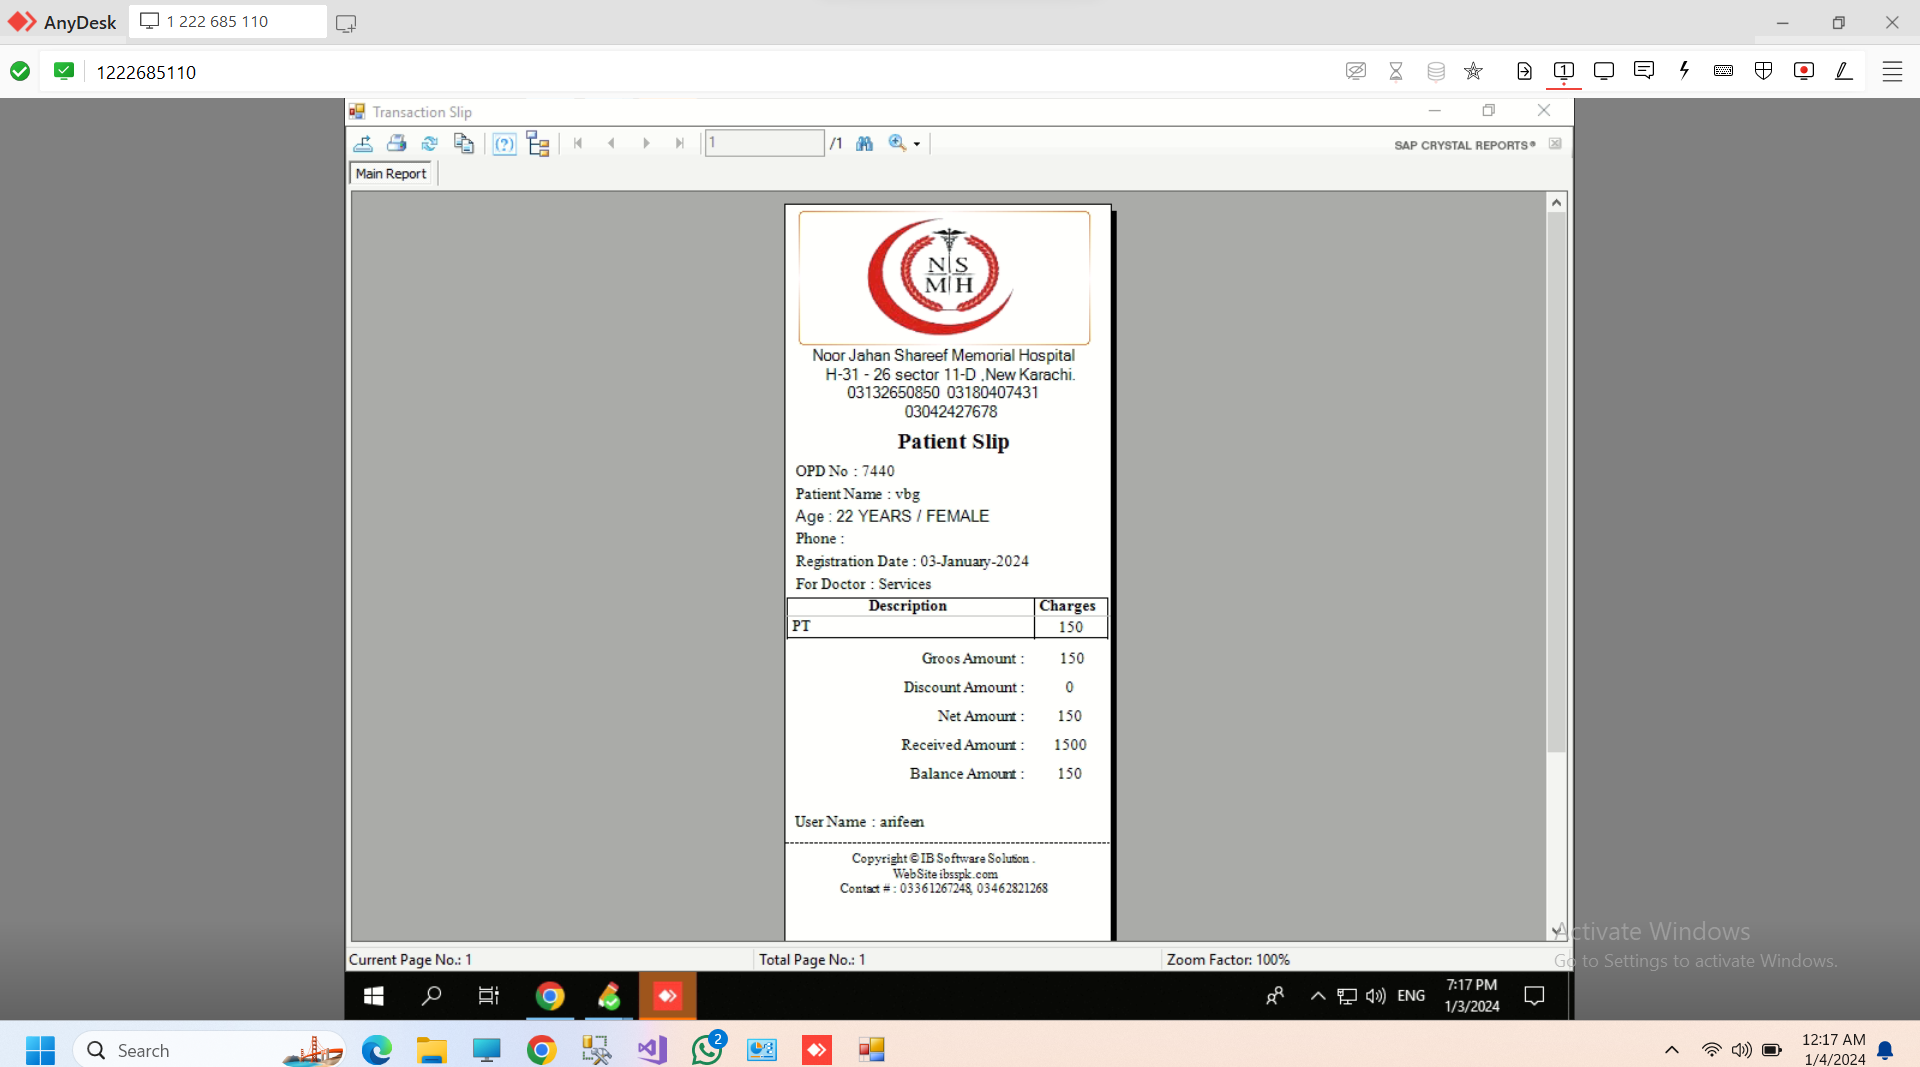 AnyDesk
1 222 685 110
1222685110
1
Transaction Slip
1
/1
SAP CRYSTAL REPORTS®
Main Report
N S
M H
Noor Jahan Shareef Memorial Hospital
H-31 - 26 sector 11-D ,New Karachi.
03132650850 03180407431
03042427678
Patient Slip
OPD No : 7440
Patient Name : vbg
Age : 22 YEARS / FEMALE
Phone :
Registration Date : 03-January-2024
For Doctor : Services
Description Charges
PT 150
Groos Amount : 150
Discount Amount : 0
Net Amount : 150
Received Amount : 1500
Balance Amount : 150
User Name : arifeen
Copyright © IB Software Solution .
WebSite ibsspk.com
Contact # : 03361267248, 03462821268
Activate Windows
Go to Settings to activate Windows.
Current Page No.: 1
Total Page No.: 1
Zoom Factor: 100%
ENG
7:17 PM
1/3/2024
Search
2
12:17 AM
1/4/2024